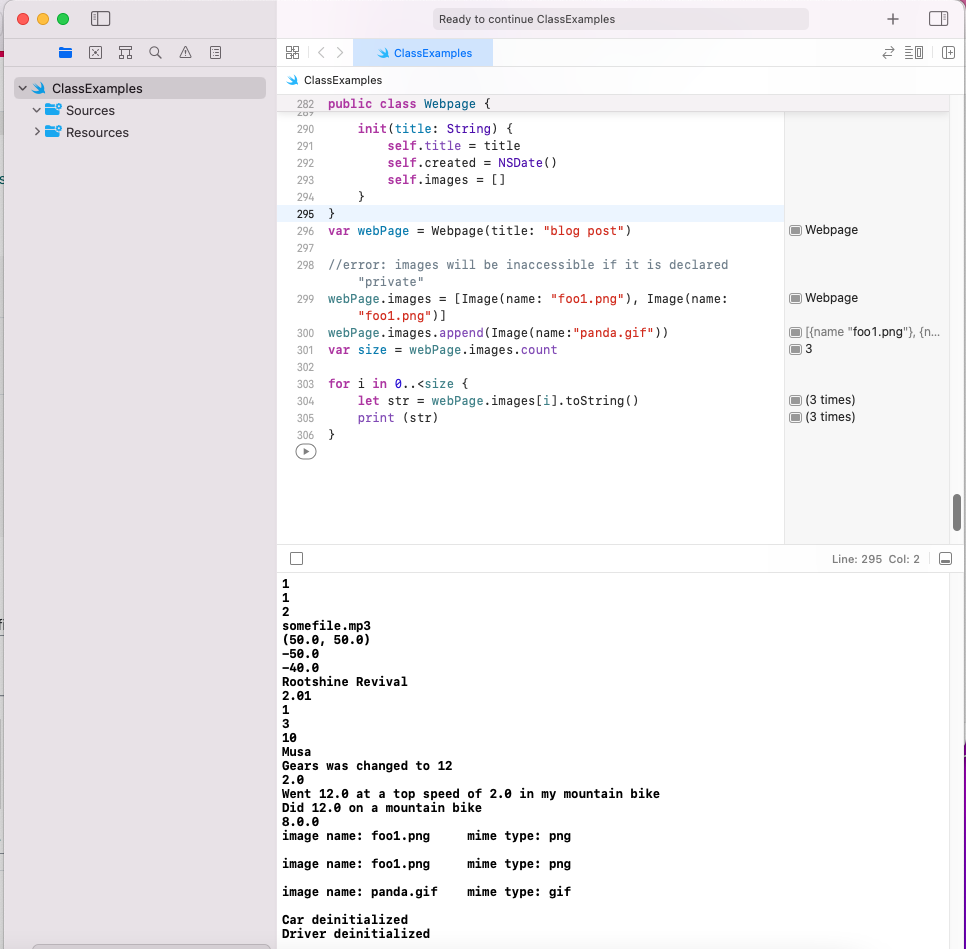 Ready to continue ClassExamples
ClassExamples
ClassExamples
Sources
Resources
ClassExamples
282 public class Webpage {
289
290 init(title: String) {
291 self.title = title
292 self.created = NSDate()
293 self.images = []
294 }
295 }
296 var webPage = Webpage(title: "blog post")
Webpage
297
298 //error: images will be inaccessible if it is declared
"private"
299 webPage.images = [Image(name: "foo1.png"), Image(name:
Webpage
"foo1.png")]
300 webPage.images.append(Image(name:"panda.gif"))
[{name "foo1.png"}, {n...
301 var size = webPage.images.count
3
302
303 for i in 0..<size {
304 let str = webPage.images[i].toString()
(3 times)
305 print (str)
(3 times)
306 }
Line: 295 Col: 2
1
1
2
somefile.mp3
(50.0, 50.0)
-50.0
-40.0
Rootshine Revival
2.01
1
3
10
Musa
Gears was changed to 12
2.0
Went 12.0 at a top speed of 2.0 in my mountain bike
Did 12.0 on a mountain bike
8.0.0
image name: foo1.png mime type: png
image name: foo1.png mime type: png
image name: panda.gif mime type: gif
Car deinitialized
Driver deinitialized